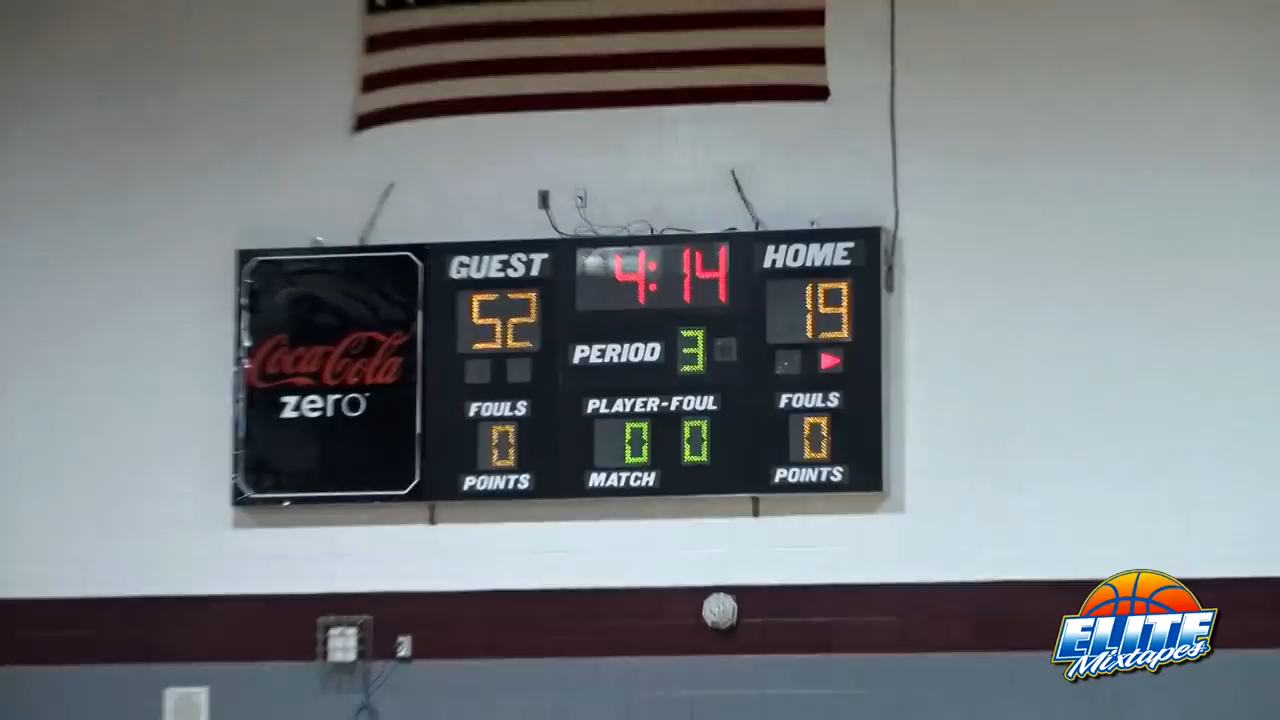 GUEST
4:14
HOME
52
19
PERIOD 3
Coca-Cola
zero
FOULS
PLAYER-FOUL
FOULS
0
0 0
0
POINTS
MATCH
POINTS
ELITE
Mixtapes